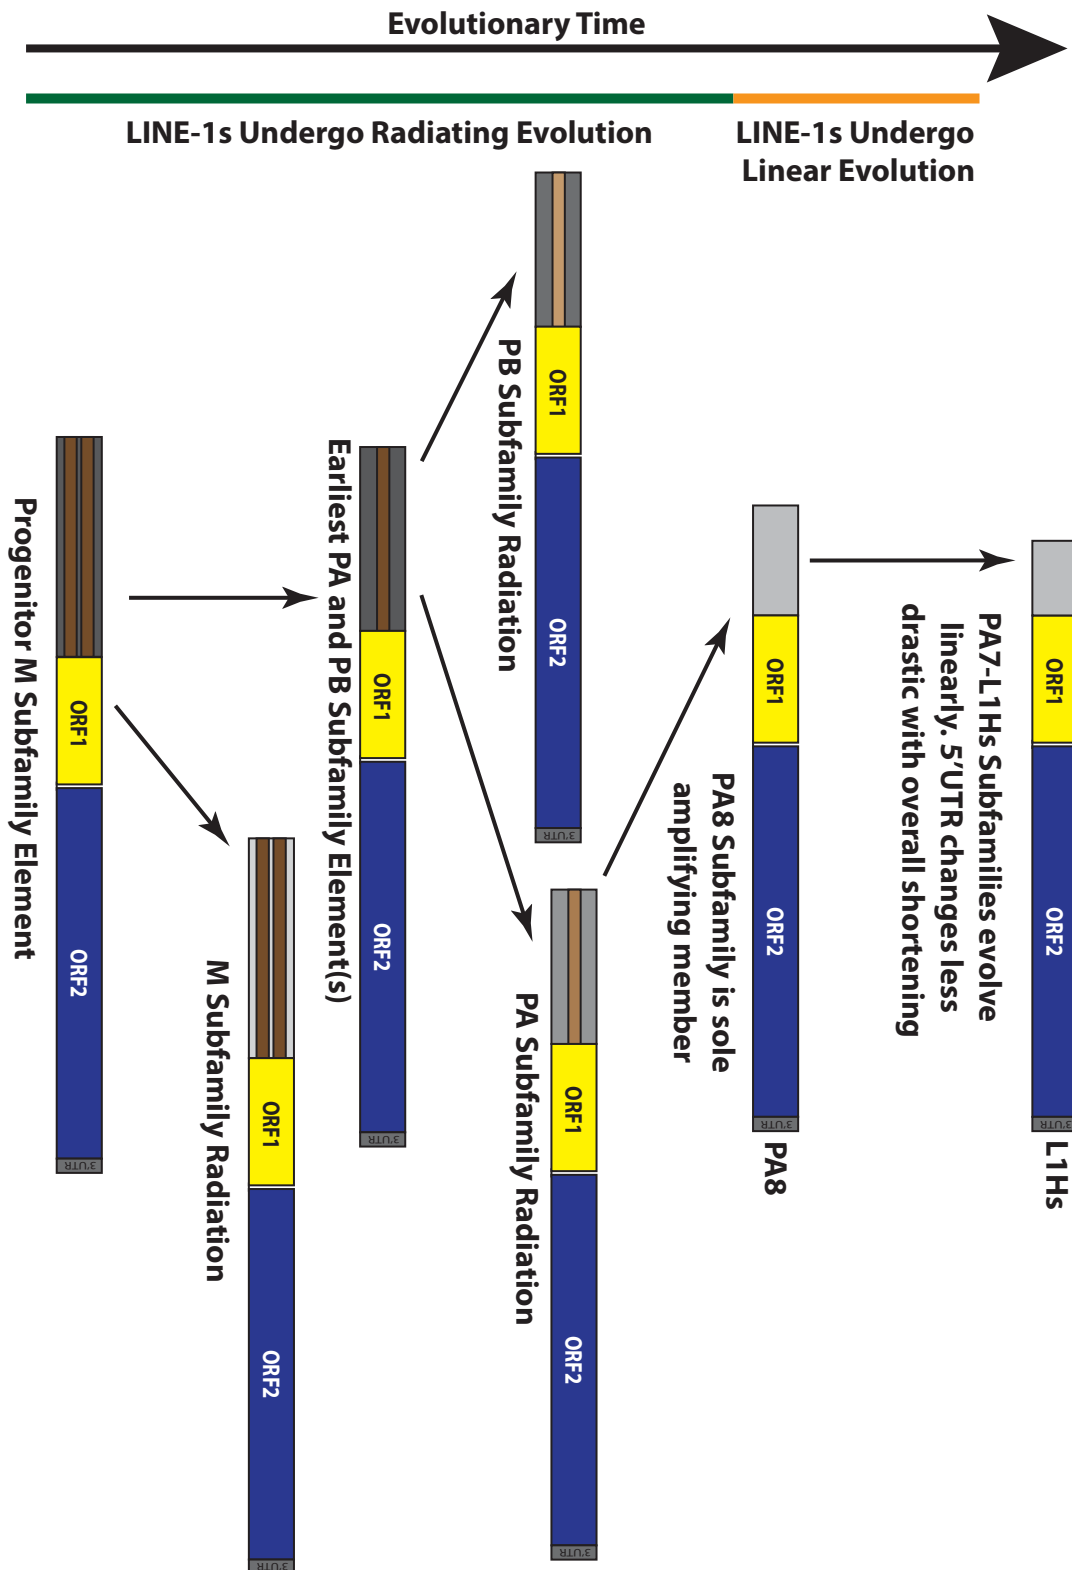 Evolutionary Time
LINE-1s Undergo Radiating Evolution
LINE-1s Undergo
Linear Evolution
Progenitor M Subfamily Element
ORF1
ORF2
3'UTR
M Subfamily Radiation
ORF1
ORF2
3'UTR
Earliest PA and PB Subfamily Element(s)
ORF1
ORF2
3'UTR
PB Subfamily Radiation
ORF1
ORF2
3'UTR
PA Subfamily Radiation
ORF1
ORF2
3'UTR
PA8 Subfamily is sole
amplifying member
ORF1
ORF2
3'UTR
PA8
PA7-L1Hs Subfamilies evolve
linearly. 5'UTR changes less
drastic with overall shortening
ORF1
ORF2
3'UTR
L1Hs